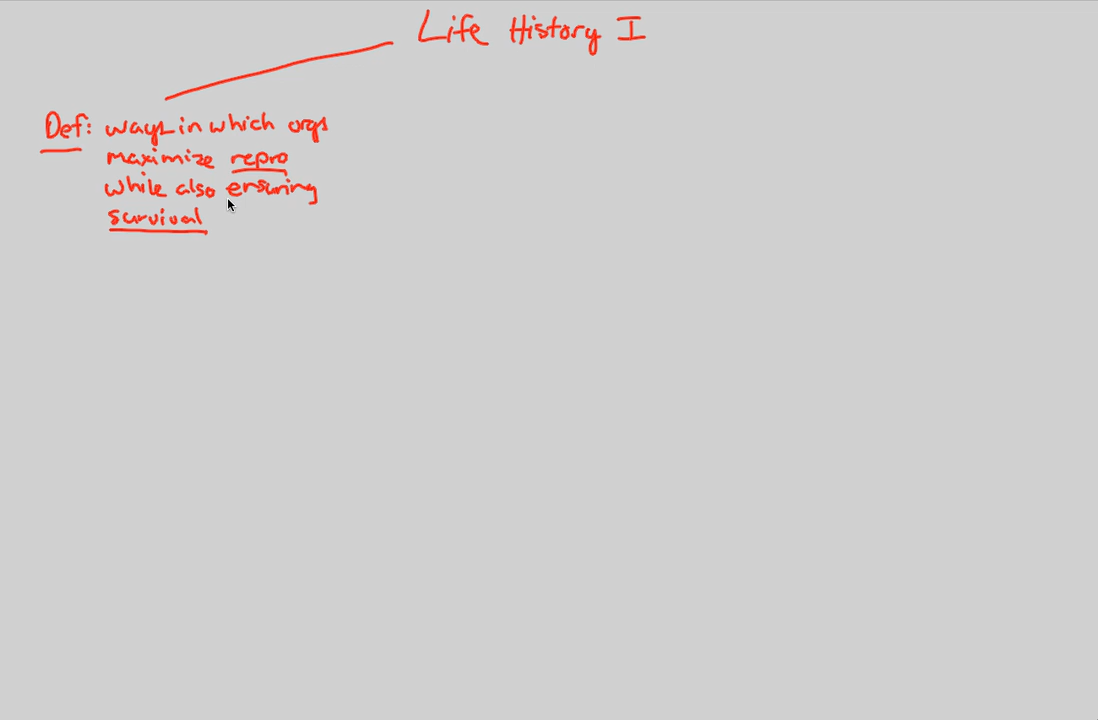 Life History I
Def: ways in which orgs
maximize repro
while also ensuring
survival